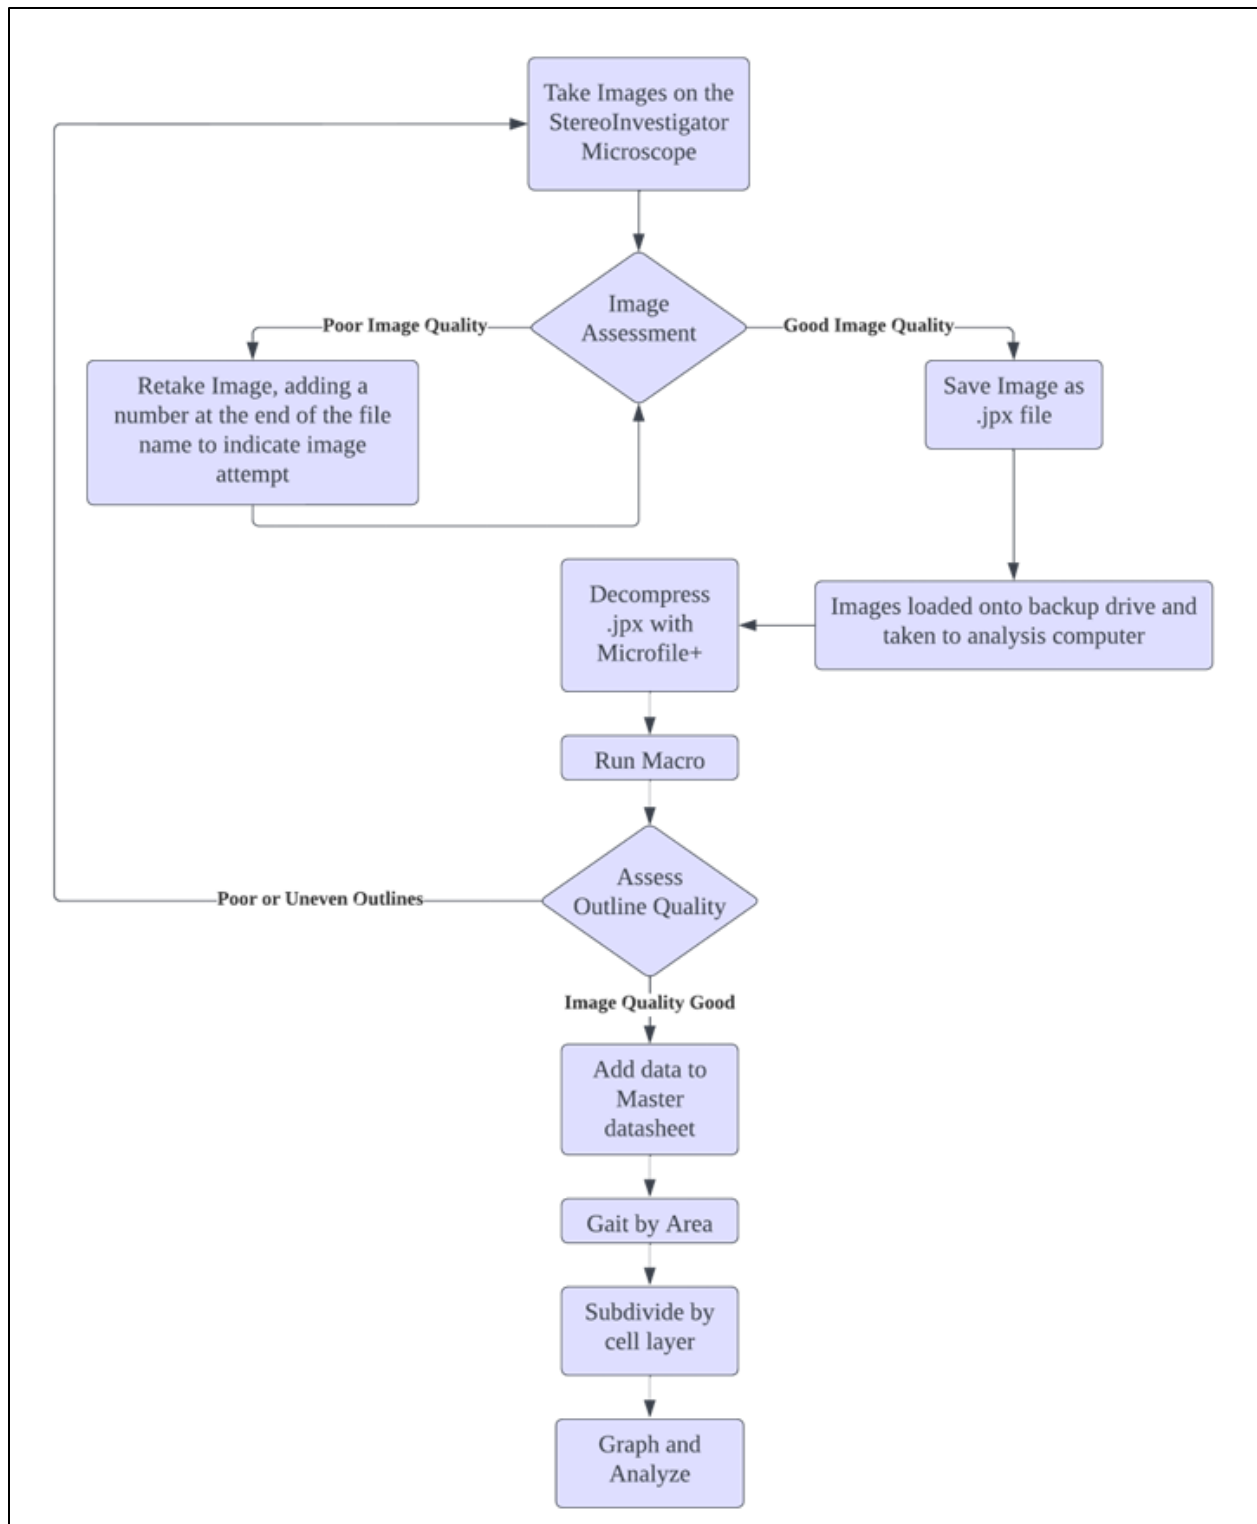 Take Images on the
StereoInvestigator
Microscope
Image
Assessment
Poor Image Quality
Good Image Quality
Retake Image, adding a
number at the end of the file
name to indicate image
attempt
Save Image as
.jpx file
Images loaded onto backup drive and
taken to analysis computer
Decompress
.jpx with
Microfile+
Run Macro
Assess
Outline Quality
Poor or Uneven Outlines
Image Quality Good
Add data to
Master
datasheet
Gait by Area
Subdivide by
cell layer
Graph and
Analyze